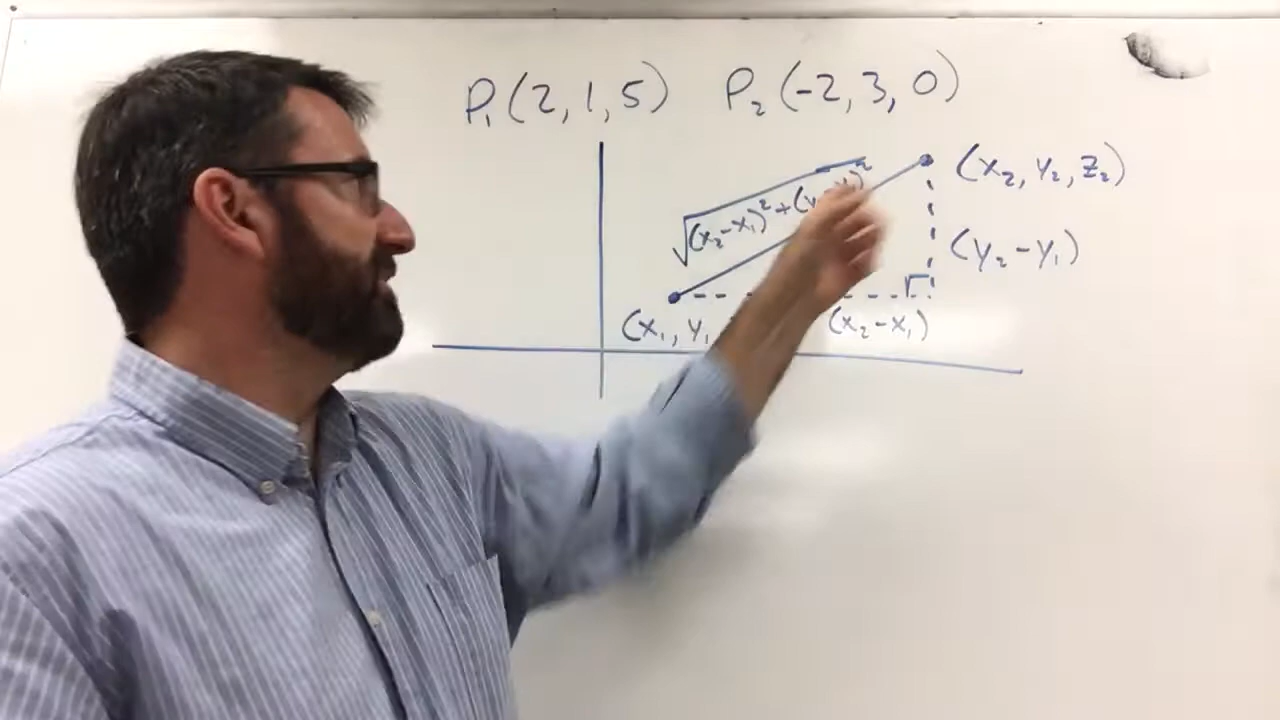 P₁(2, 1, 5) P₂(-2, 3, 0)
(x₂, y₂, z₂)
√(x₂-x₁)²+(y
(y₂-y₁)
(x₁, y₁
(x₂-x₁)